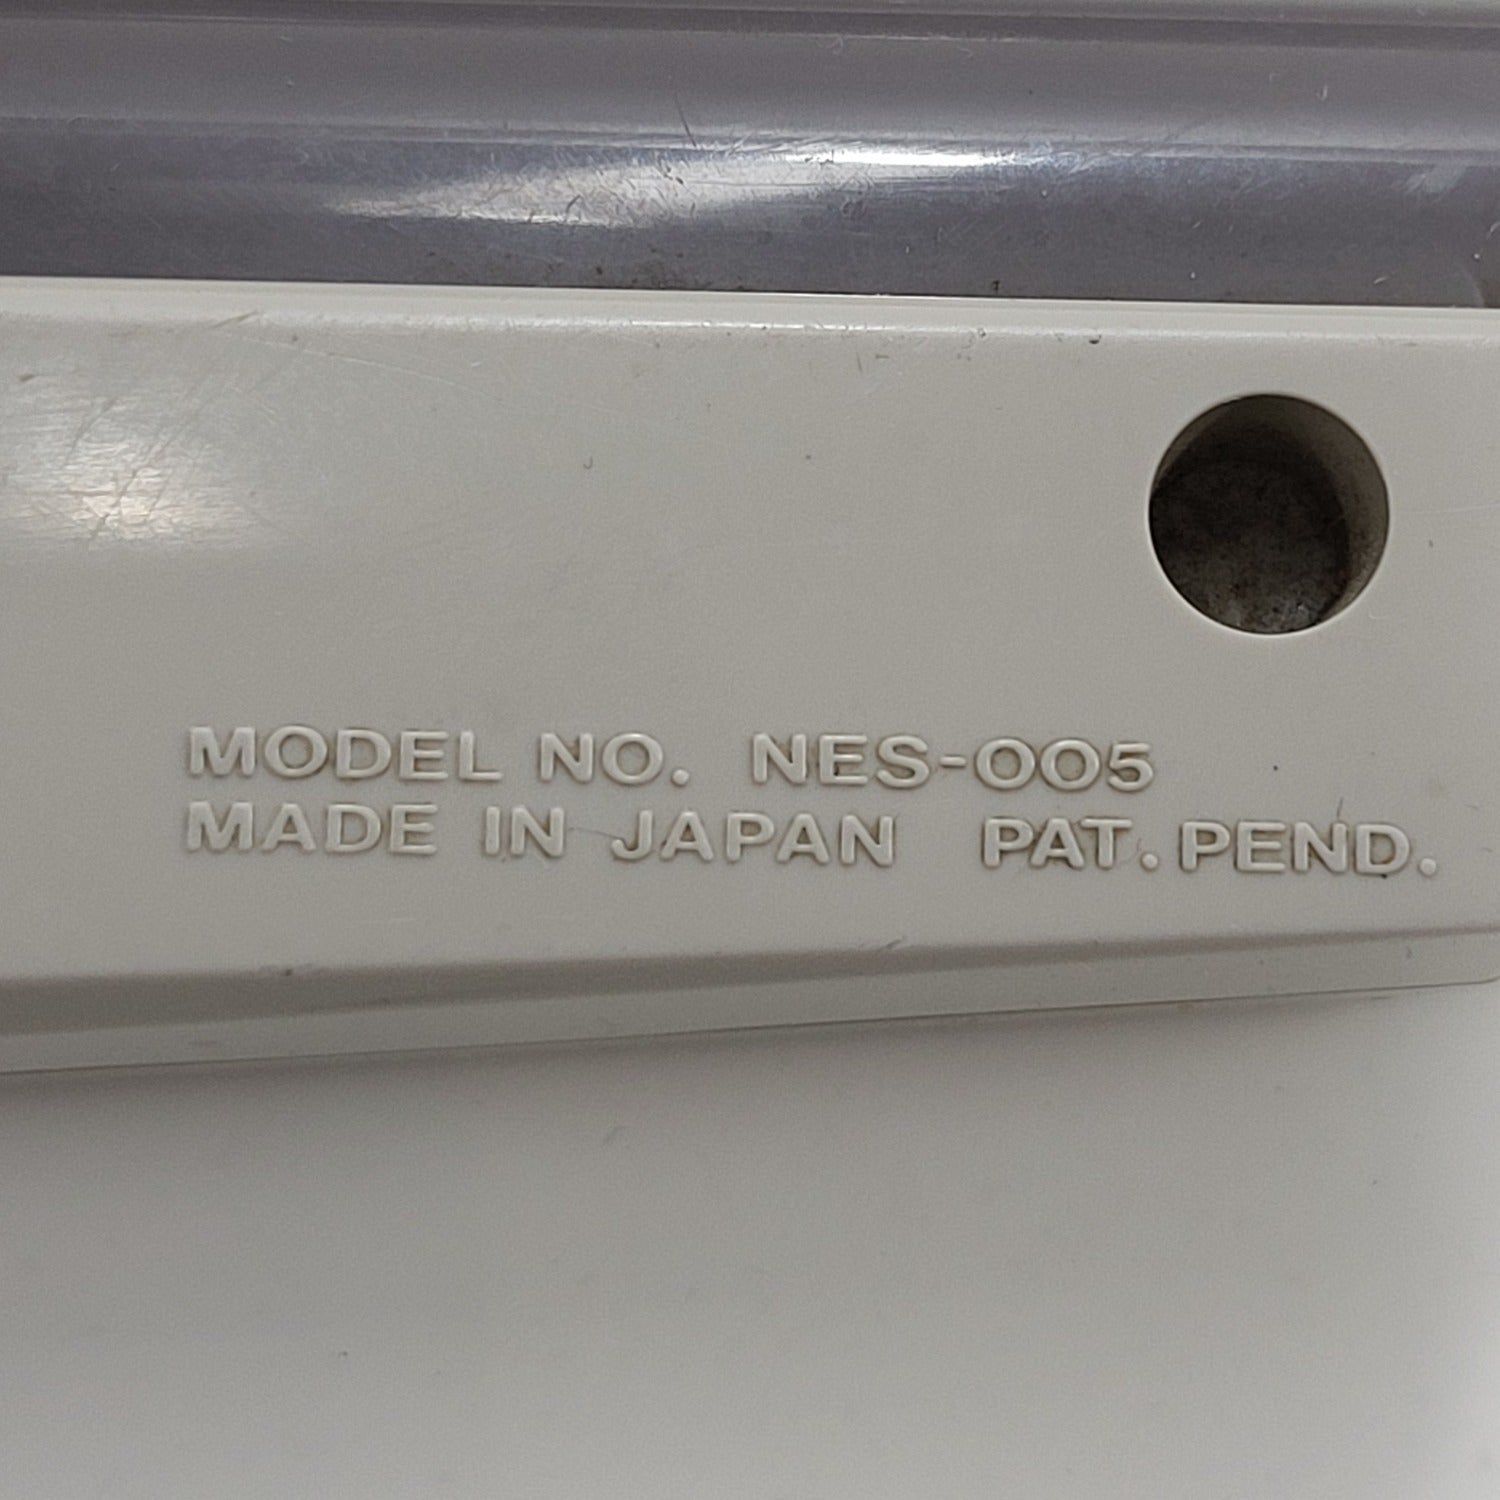 MODEL NO. NES-005
MADE IN JAPAN PAT. PEND.